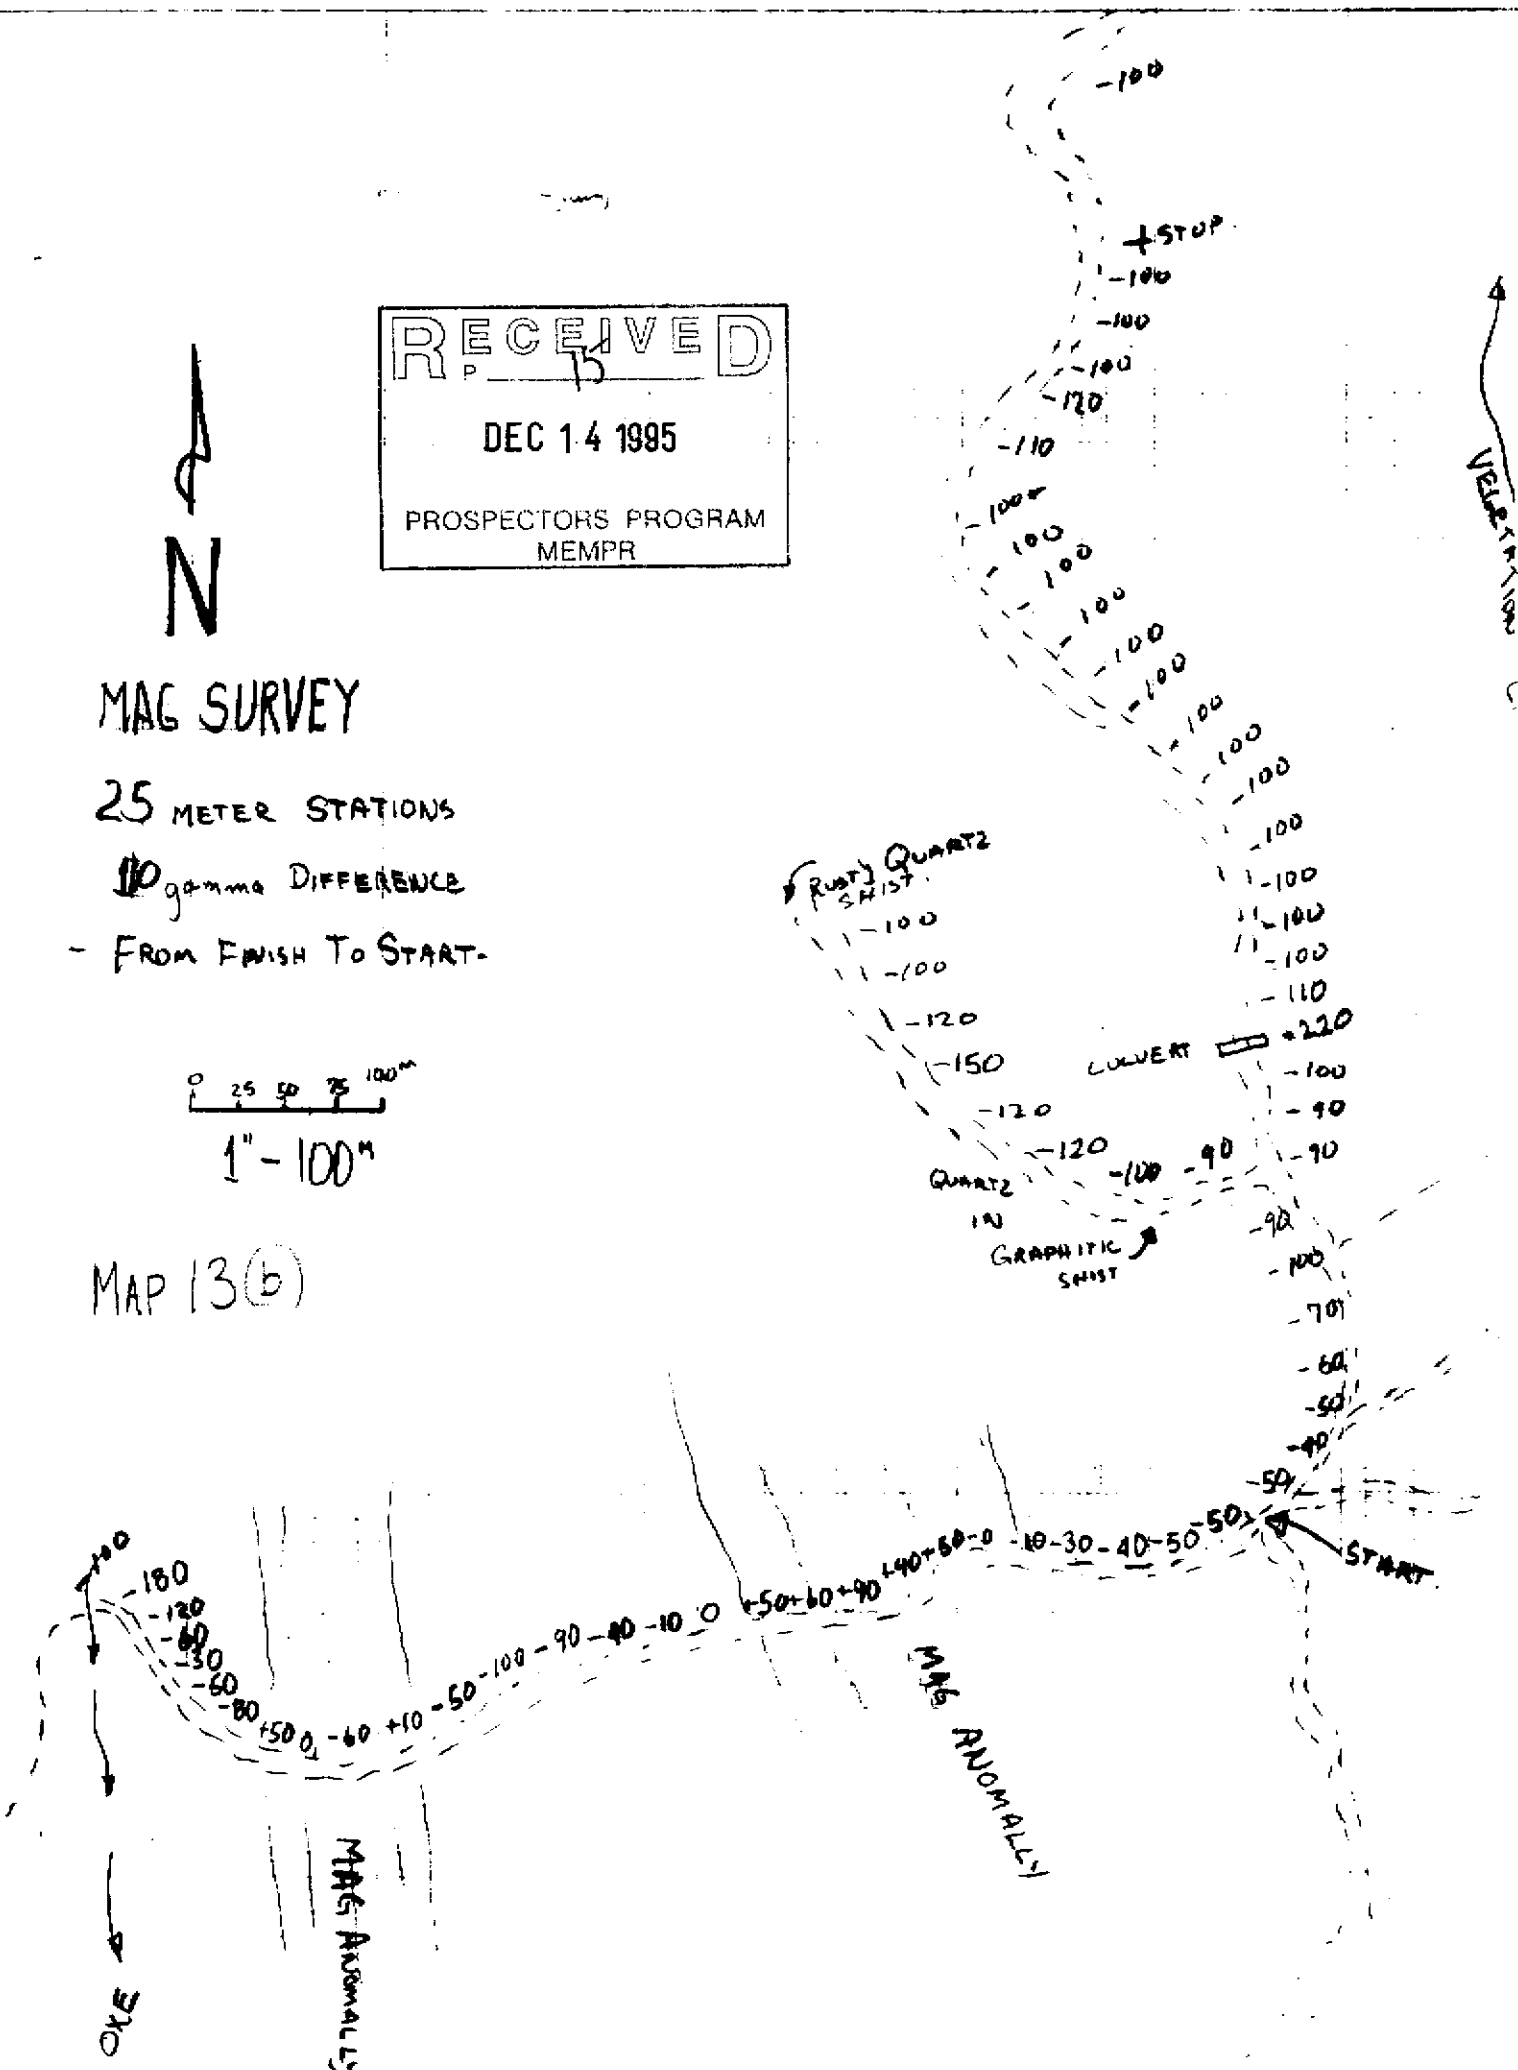 -100
+ STOP
-100
-100
-100
-120
-110
-100
-100
-100
-100
-100
-100
-100
-100
-100
-100
-100
-100
-100
-110
+220
CULVERT
-100
-90
-90
-90
-100
-70
-60
-50
-40
-50
START
RECEIVED
P 15
DEC 14 1995
PROSPECTORS PROGRAM
MEMPR
N
MAG SURVEY
25 METER STATIONS
gamma DIFFERENCE
- FROM FINISH TO START-
0 25 50 75 100M
1" - 100M
MAP 13(b)
RUSTY QUARTZ
SHIST
-100
-100
-120
-150
-120
-120
-100 -90
QUARTZ
IN
GRAPHITIC
SHIST
-100
-180
-120
-60
-30
-60
-80
+50 0 -60 +10 -50 -100 -90 -40 -10 0 +50 +60 +90 +40 +50 -0 -10 -30 -40 -50 -50
MAG ANOMALLY
MAG ANOMALLY
OXE